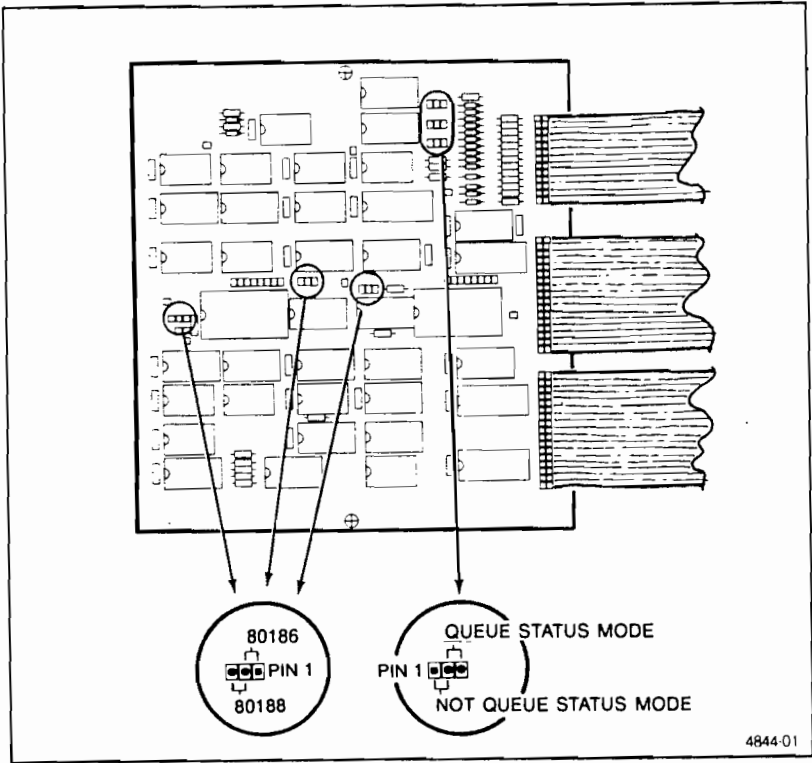 80186
PIN 1
80188
QUEUE STATUS MODE
PIN 1
NOT QUEUE STATUS MODE
4844-01